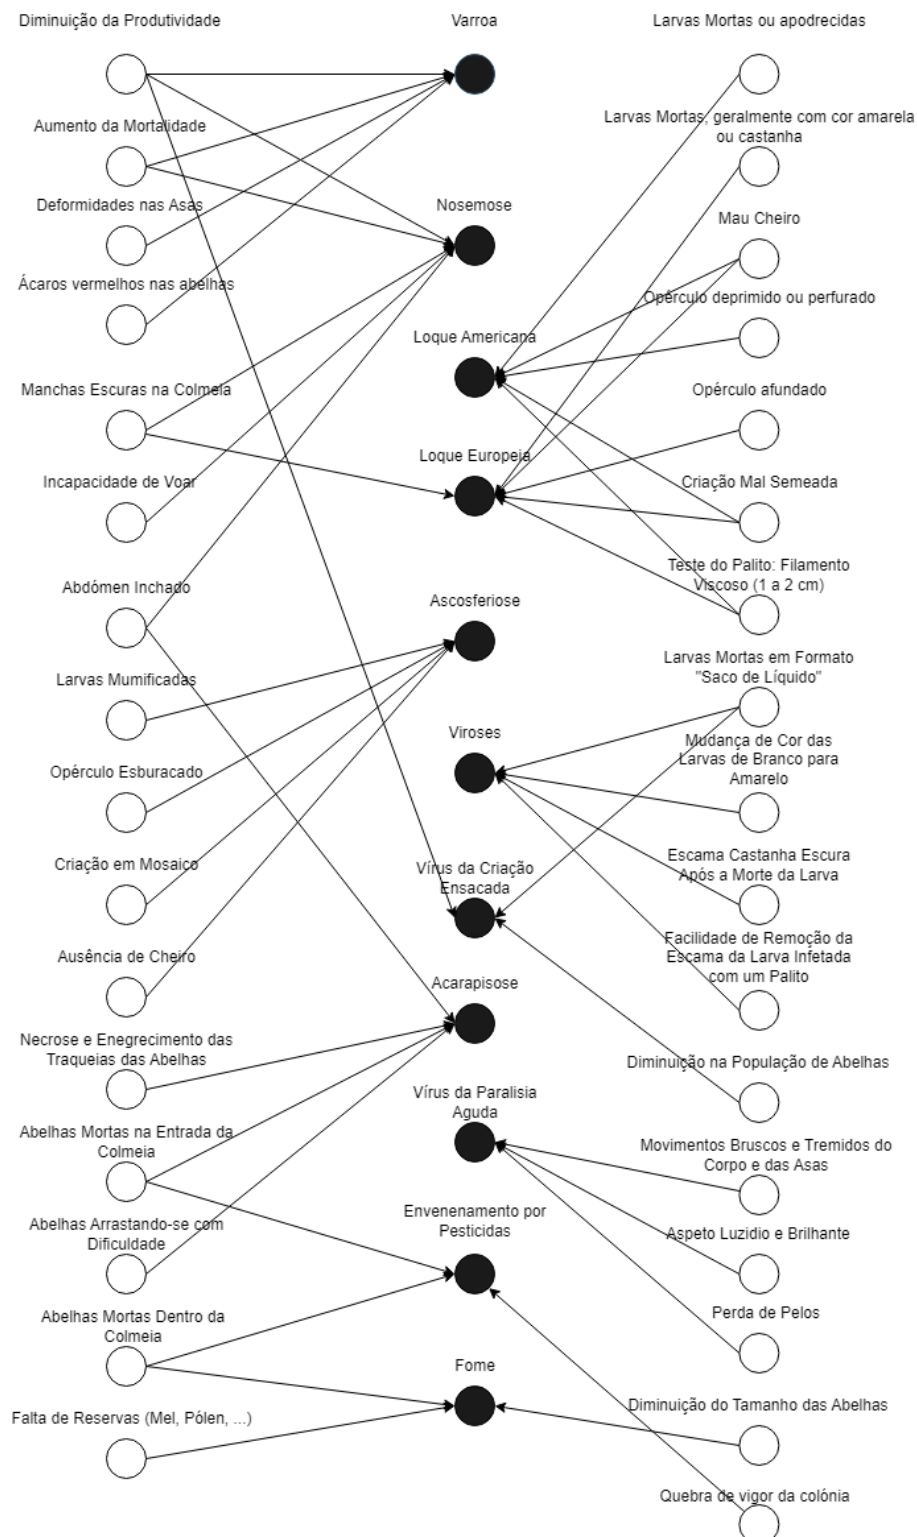 Diminuição da Produtividade
Varroa
Larvas Mortas ou apodrecidas
Aumento da Mortalidade
Larvas Mortas, geralmente com cor amarela
ou castanha
Deformidades nas Asas
Nosemose
Mau Cheiro
Ácaros vermelhos nas abelhas
Opérculo deprimido ou perfurado
Loque Americana
Manchas Escuras na Colmeia
Opérculo afundado
Loque Europeia
Incapacidade de Voar
Criação Mal Semeada
Abdómen Inchado
Teste do Palito: Filamento
Viscoso (1 a 2 cm)
Ascosferiose
Larvas Mumificadas
Larvas Mortas em Formato
"Saco de Líquido"
Viroses
Mudança de Cor das
Larvas de Branco para
Amarelo
Opérculo Esburacado
Criação em Mosaico
Vírus da Criação
Ensacada
Escama Castanha Escura
Após a Morte da Larva
Ausência de Cheiro
Facilidade de Remoção da
Escama da Larva Infetada
com um Palito
Acarapisose
Necrose e Enegrecimento das
Traqueias das Abelhas
Diminuição na População de Abelhas
Vírus da Paralisia
Aguda
Abelhas Mortas na Entrada da
Colmeia
Movimentos Bruscos e Tremidos do
Corpo e das Asas
Abelhas Arrastando-se com
Dificuldade
Envenenamento por
Pesticidas
Aspeto Luzidio e Brilhante
Abelhas Mortas Dentro da
Colmeia
Perda de Pelos
Fome
Falta de Reservas (Mel, Pólen, ...)
Diminuição do Tamanho das Abelhas
Quebra de vigor da colónia